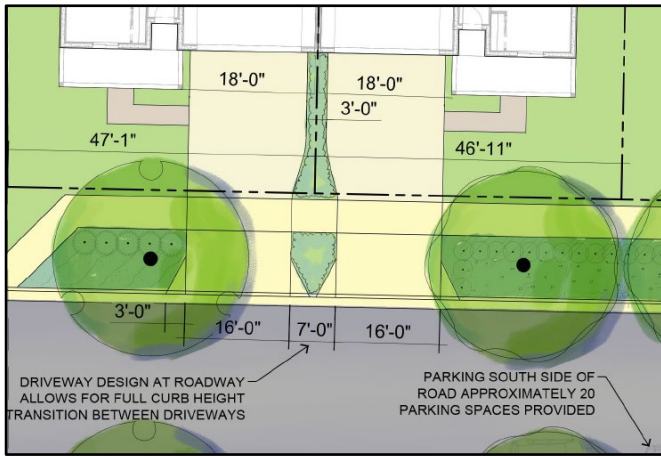 18'-0"
18'-0"
3'-0"
47'-1"
46'-11"
3'-0"
16'-0"
7'-0"
16'-0"
DRIVEWAY DESIGN AT ROADWAY
ALLOWS FOR FULL CURB HEIGHT
TRANSITION BETWEEN DRIVEWAYS
PARKING SOUTH SIDE OF
ROAD APPROXIMATELY 20
PARKING SPACES PROVIDED